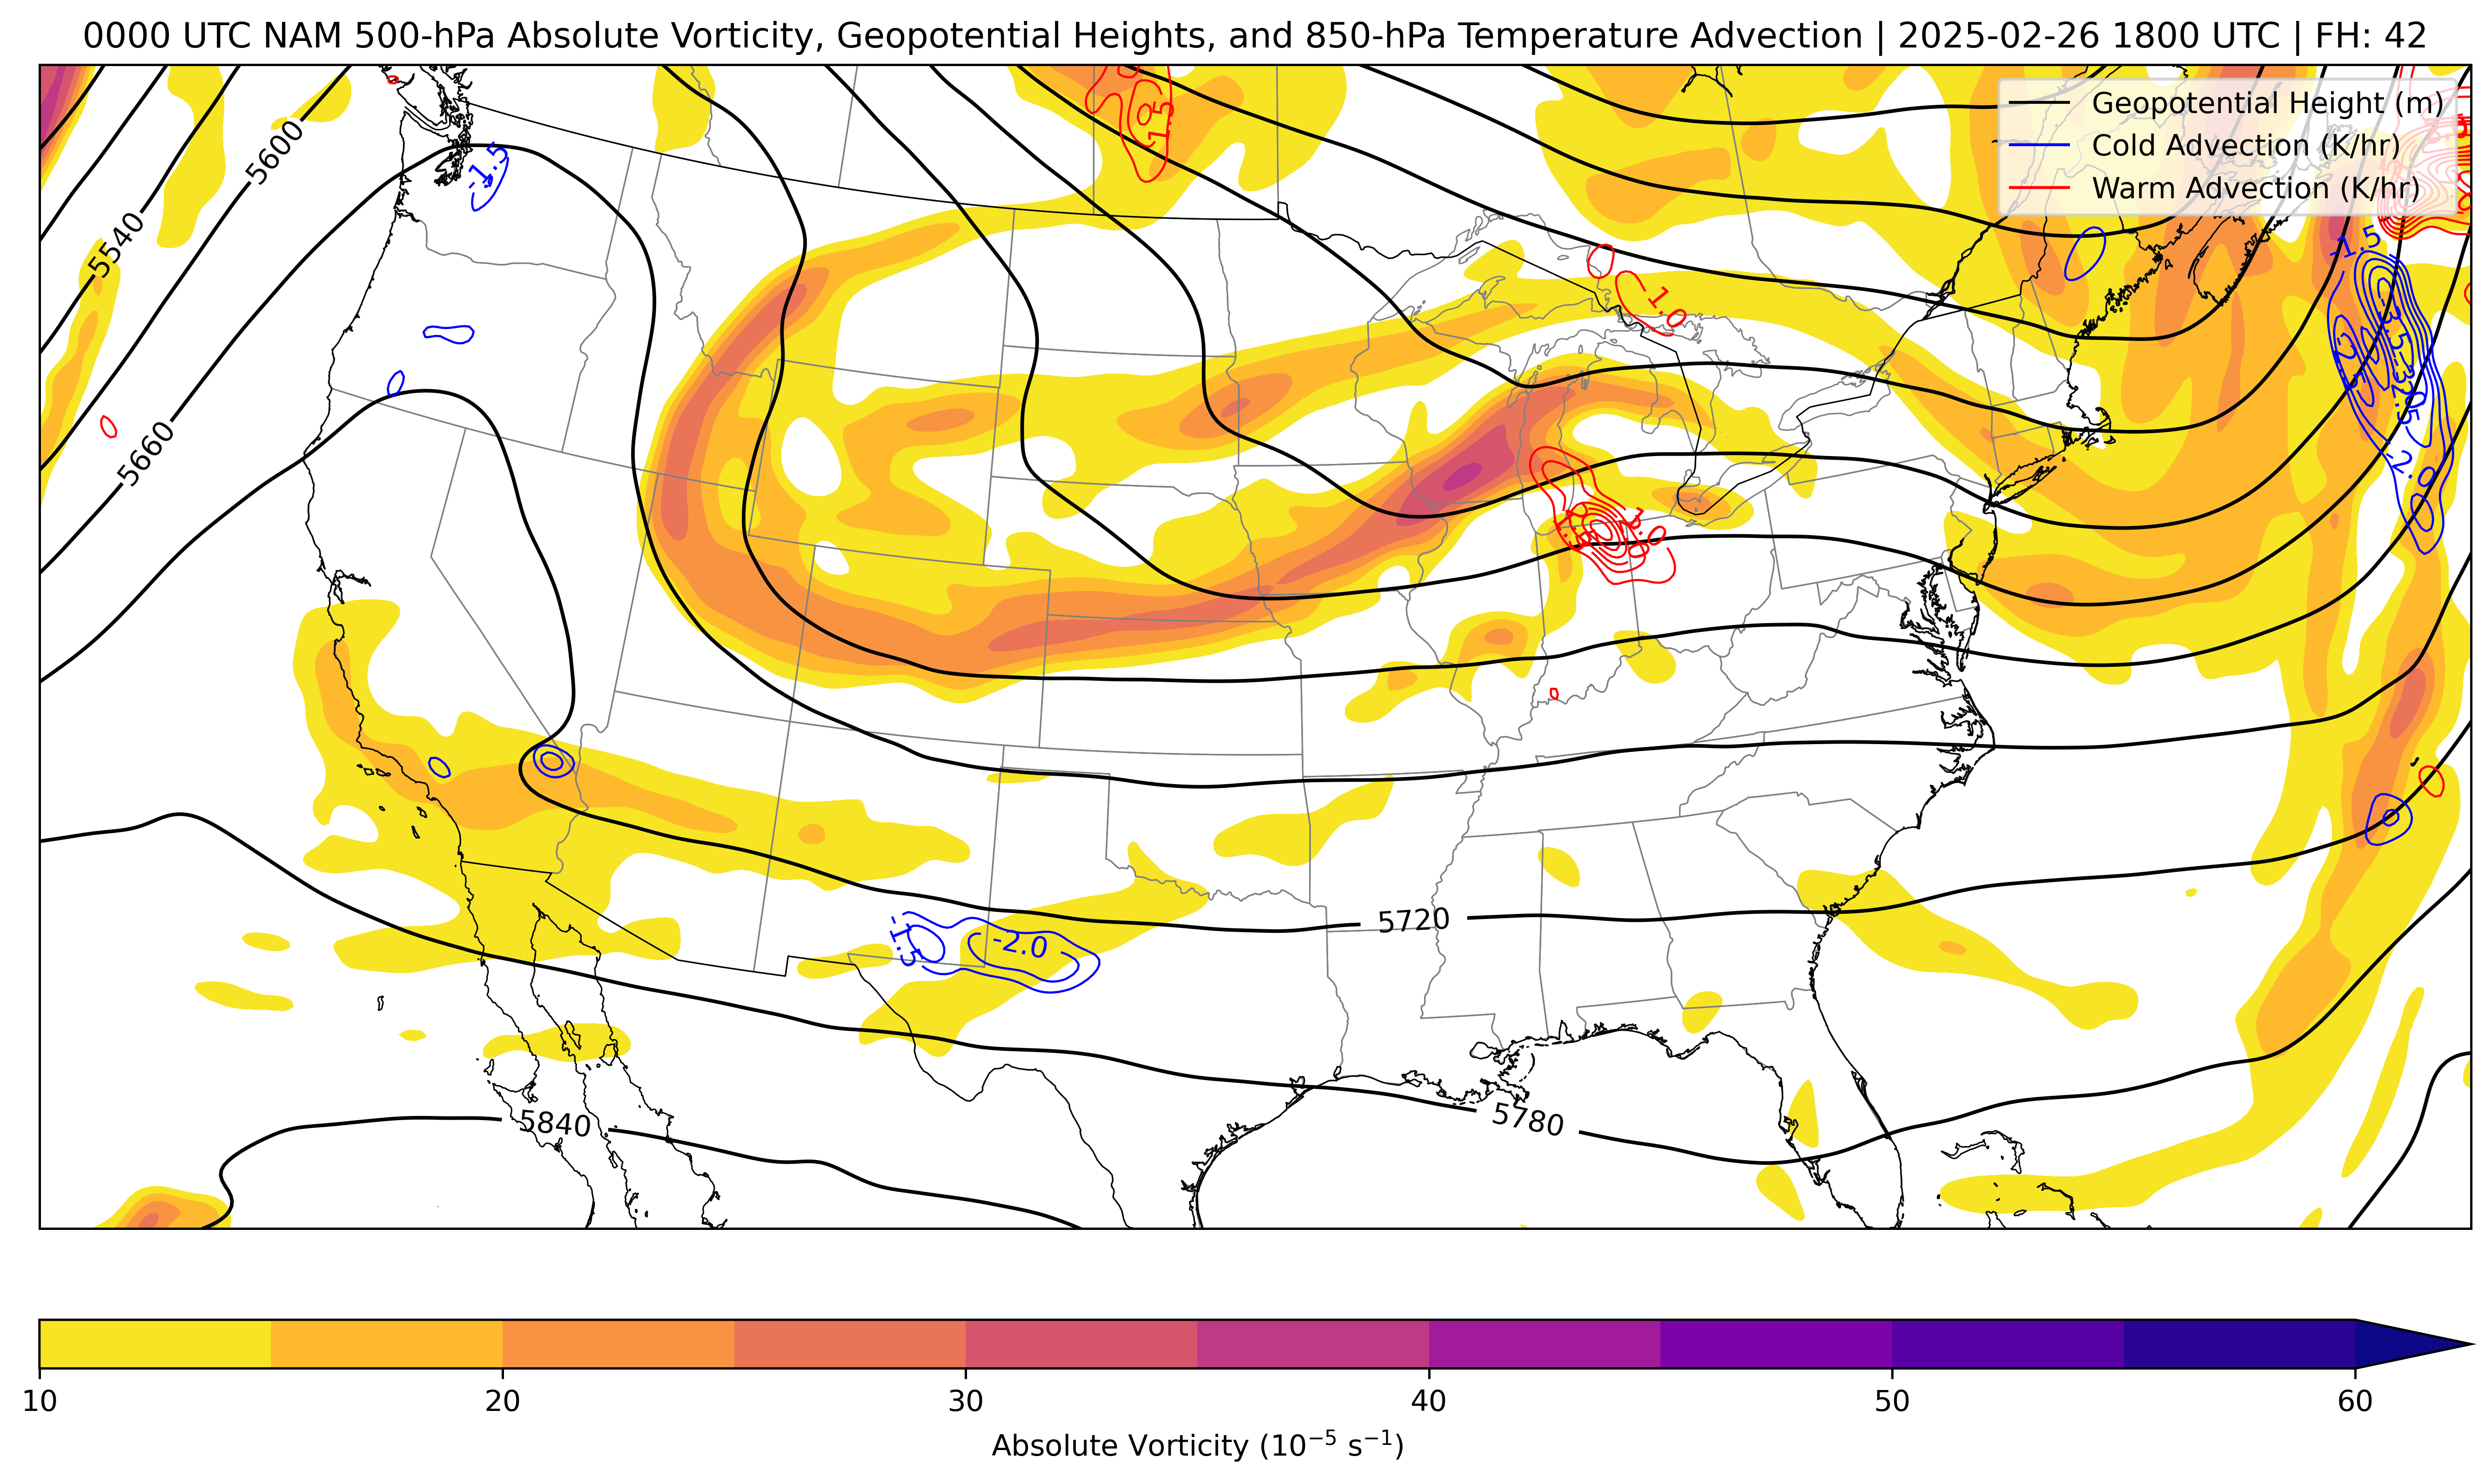 0000 UTC NAM 500-hPa Absolute Vorticity, Geopotential Heights, and 850-hPa Temperature Advection | 2025-02-26 1800 UTC | FH: 42
Geopotential Height (m)
Cold Advection (K/hr)
Warm Advection (K/hr)
5600
5540
5660
-1.5
1.5
1.0
-1.5
-3.5
-2.0
3.0
5720
-1.5
-2.0
5840
5780
10 20 30 40 50 60
Absolute Vorticity (10⁻⁵ s⁻¹)